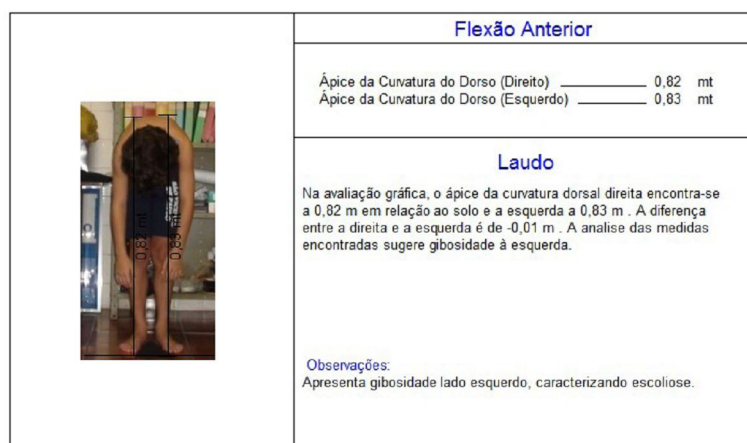 Flexão Anterior
Ápice da Curvatura do Dorso (Direito) 0,82 mt
Ápice da Curvatura do Dorso (Esquerdo) 0,83 mt
Laudo
Na avaliação gráfica, o ápice da curvatura dorsal direita encontra-se
a 0,82 m em relação ao solo e a esquerda a 0,83 m . A diferença
entre a direita e a esquerda é de -0,01 m . A analise das medidas
encontradas sugere gibosidade à esquerda.
Observações:
Apresenta gibosidade lado esquerdo, caracterizando escoliose.
0,82 mt
0,83 mt